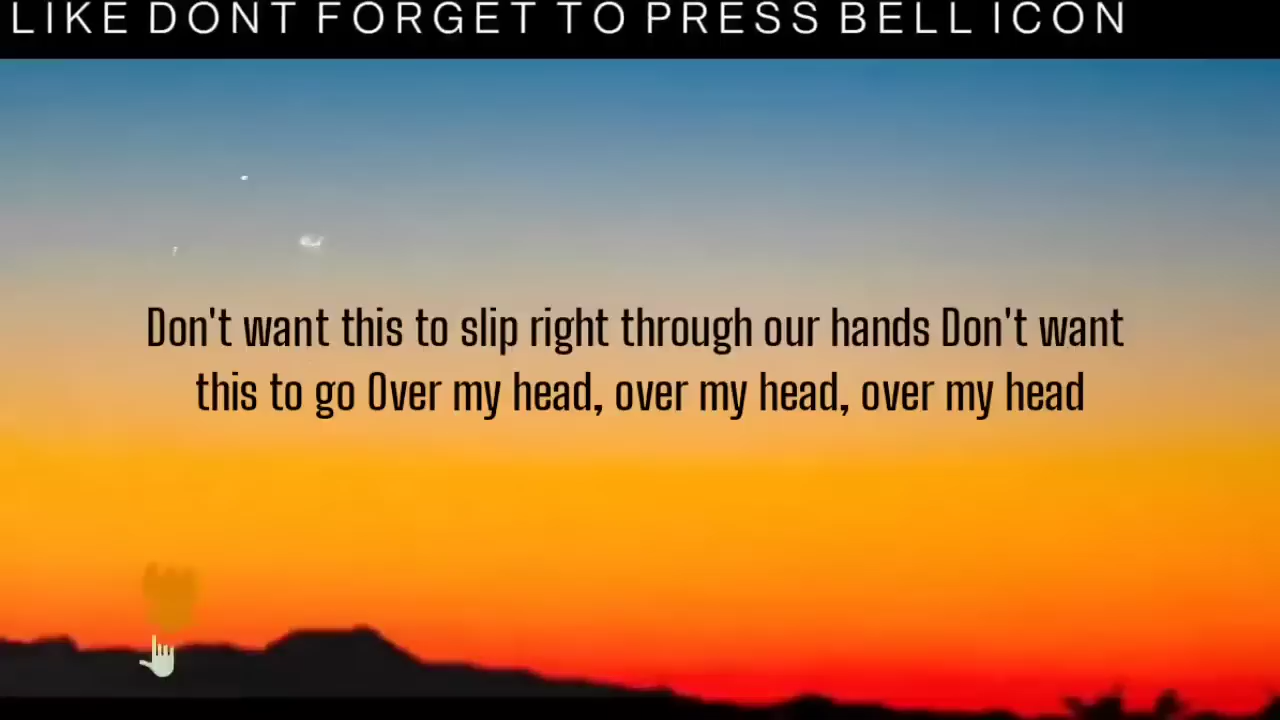 LIKE DONT FORGET TO PRESS BELL ICON
Don't want this to slip right through our hands Don't want
this to go Over my head, over my head, over my head